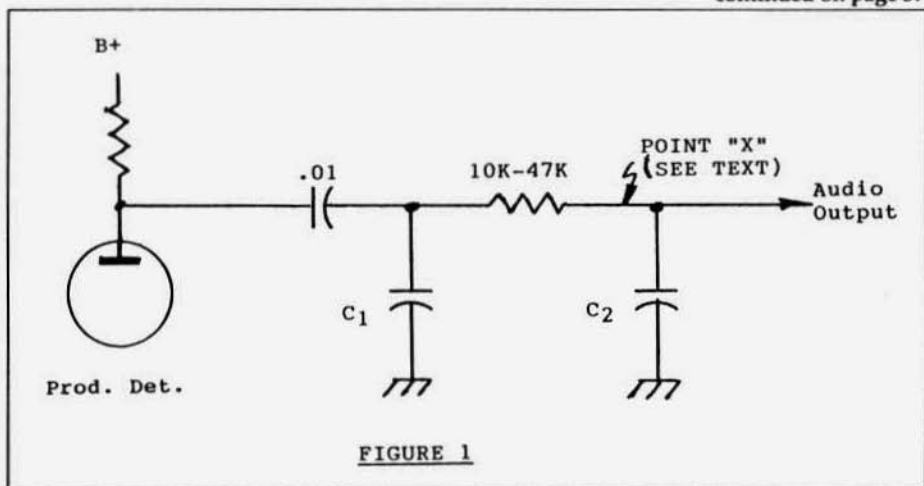 B+
.01
10K-47K
POINT "X"
(SEE TEXT)
Audio
Output
C1
C2
Prod. Det.
FIGURE 1